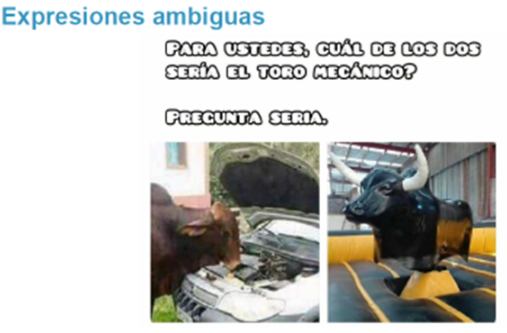 Expresiones ambiguas
Para ustedes, cuál de los dos
sería el toro mecánico?
Pregunta seria.